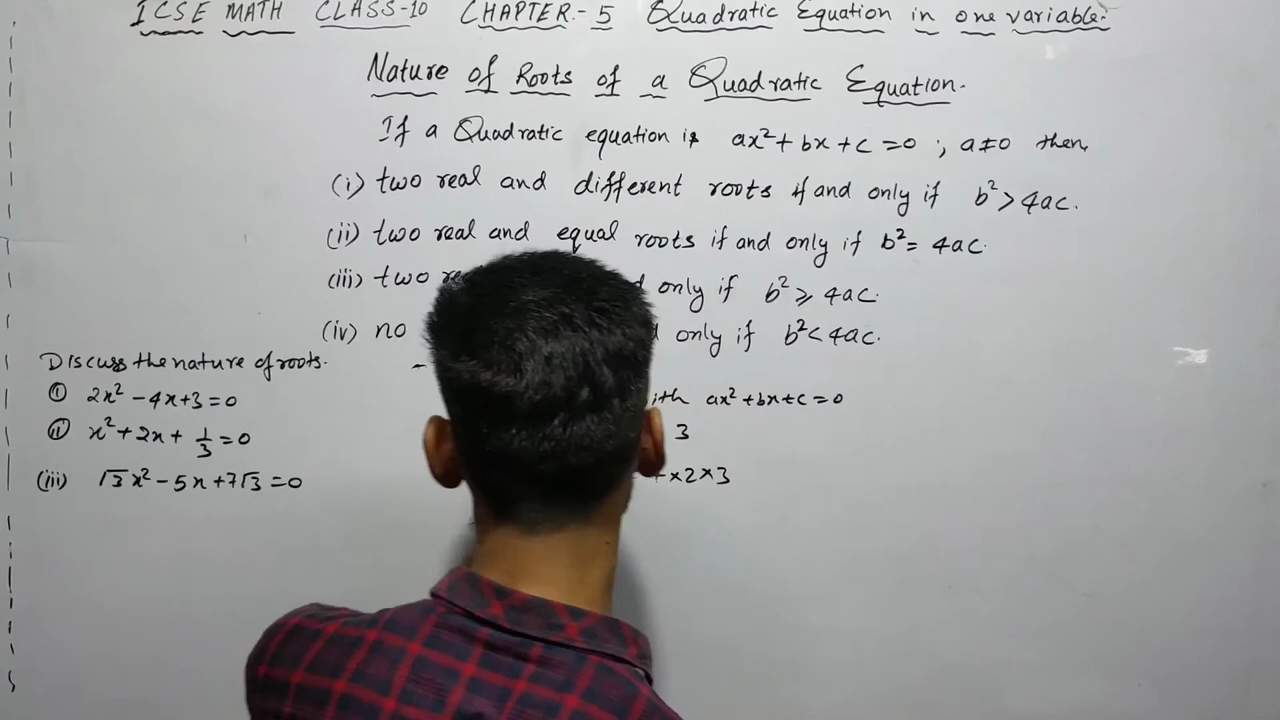 ICSE MATH CLASS-10 CHAPTER-5 Quadratic Equation in one variable.
Nature of Roots of a Quadratic Equation.
If a Quadratic equation is ax²+bx+c=0 ; a≠0 then,
(i) two real and different roots if and only if b²>4ac.
(ii) two real and equal roots if and only if b²=4ac.
(iii) two only if b²⩾4ac.
(iv) no only if b²<4ac.
Discuss the nature of roots.
(i) 2x²-4x+3=0
ax²+bx+c=0
(ii) x²+2x+1/3=0
3
(iii) √3x²-5x+7√3=0
×2×3